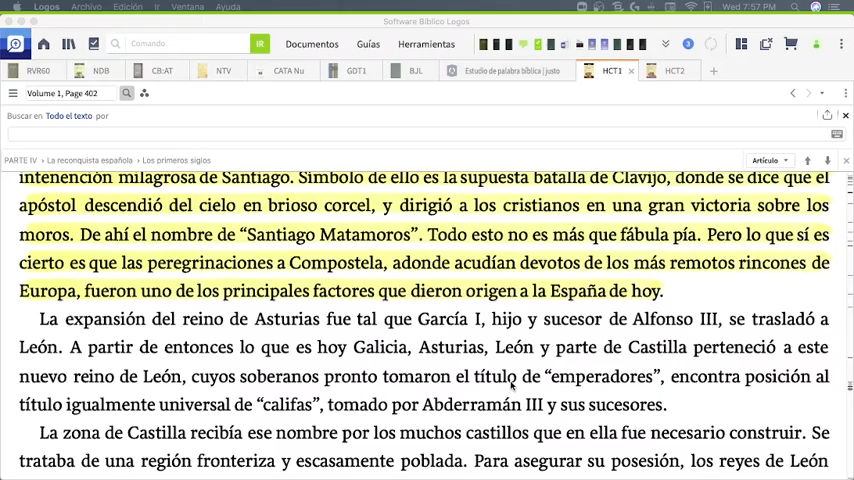 Logos Archivo Edición Ir Ventana Ayuda Wed 7:57 PM
Software Bíblico Logos
Comando IR Documentos Guías Herramientas 3
RVR60 NDB CB:AT NTV CATA Nu GDT1 BJL Estudio de palabra bíblica | justo HCT1 HCT2
Volume 1, Page 402
Buscar en Todo el texto por
PARTE IV › La reconquista española › Los primeros siglos Artículo
intenención milagrosa de Santiago. Símbolo de ello es la supuesta batalla de Clavijo, donde se dice que el
apóstol descendió del cielo en brioso corcel, y dirigió a los cristianos en una gran victoria sobre los
moros. De ahí el nombre de “Santiago Matamoros”. Todo esto no es más que fábula pía. Pero lo que sí es
cierto es que las peregrinaciones a Compostela, adonde acudían devotos de los más remotos rincones de
Europa, fueron uno de los principales factores que dieron origen a la España de hoy.
La expansión del reino de Asturias fue tal que García I, hijo y sucesor de Alfonso III, se trasladó a
León. A partir de entonces lo que es hoy Galicia, Asturias, León y parte de Castilla perteneció a este
nuevo reino de León, cuyos soberanos pronto tomaron el título de “emperadores”, encontra posición al
título igualmente universal de “califas”, tomado por Abderramán III y sus sucesores.
La zona de Castilla recibía ese nombre por los muchos castillos que en ella fue necesario construir. Se
trataba de una región fronteriza y escasamente poblada. Para asegurar su posesión, los reyes de León